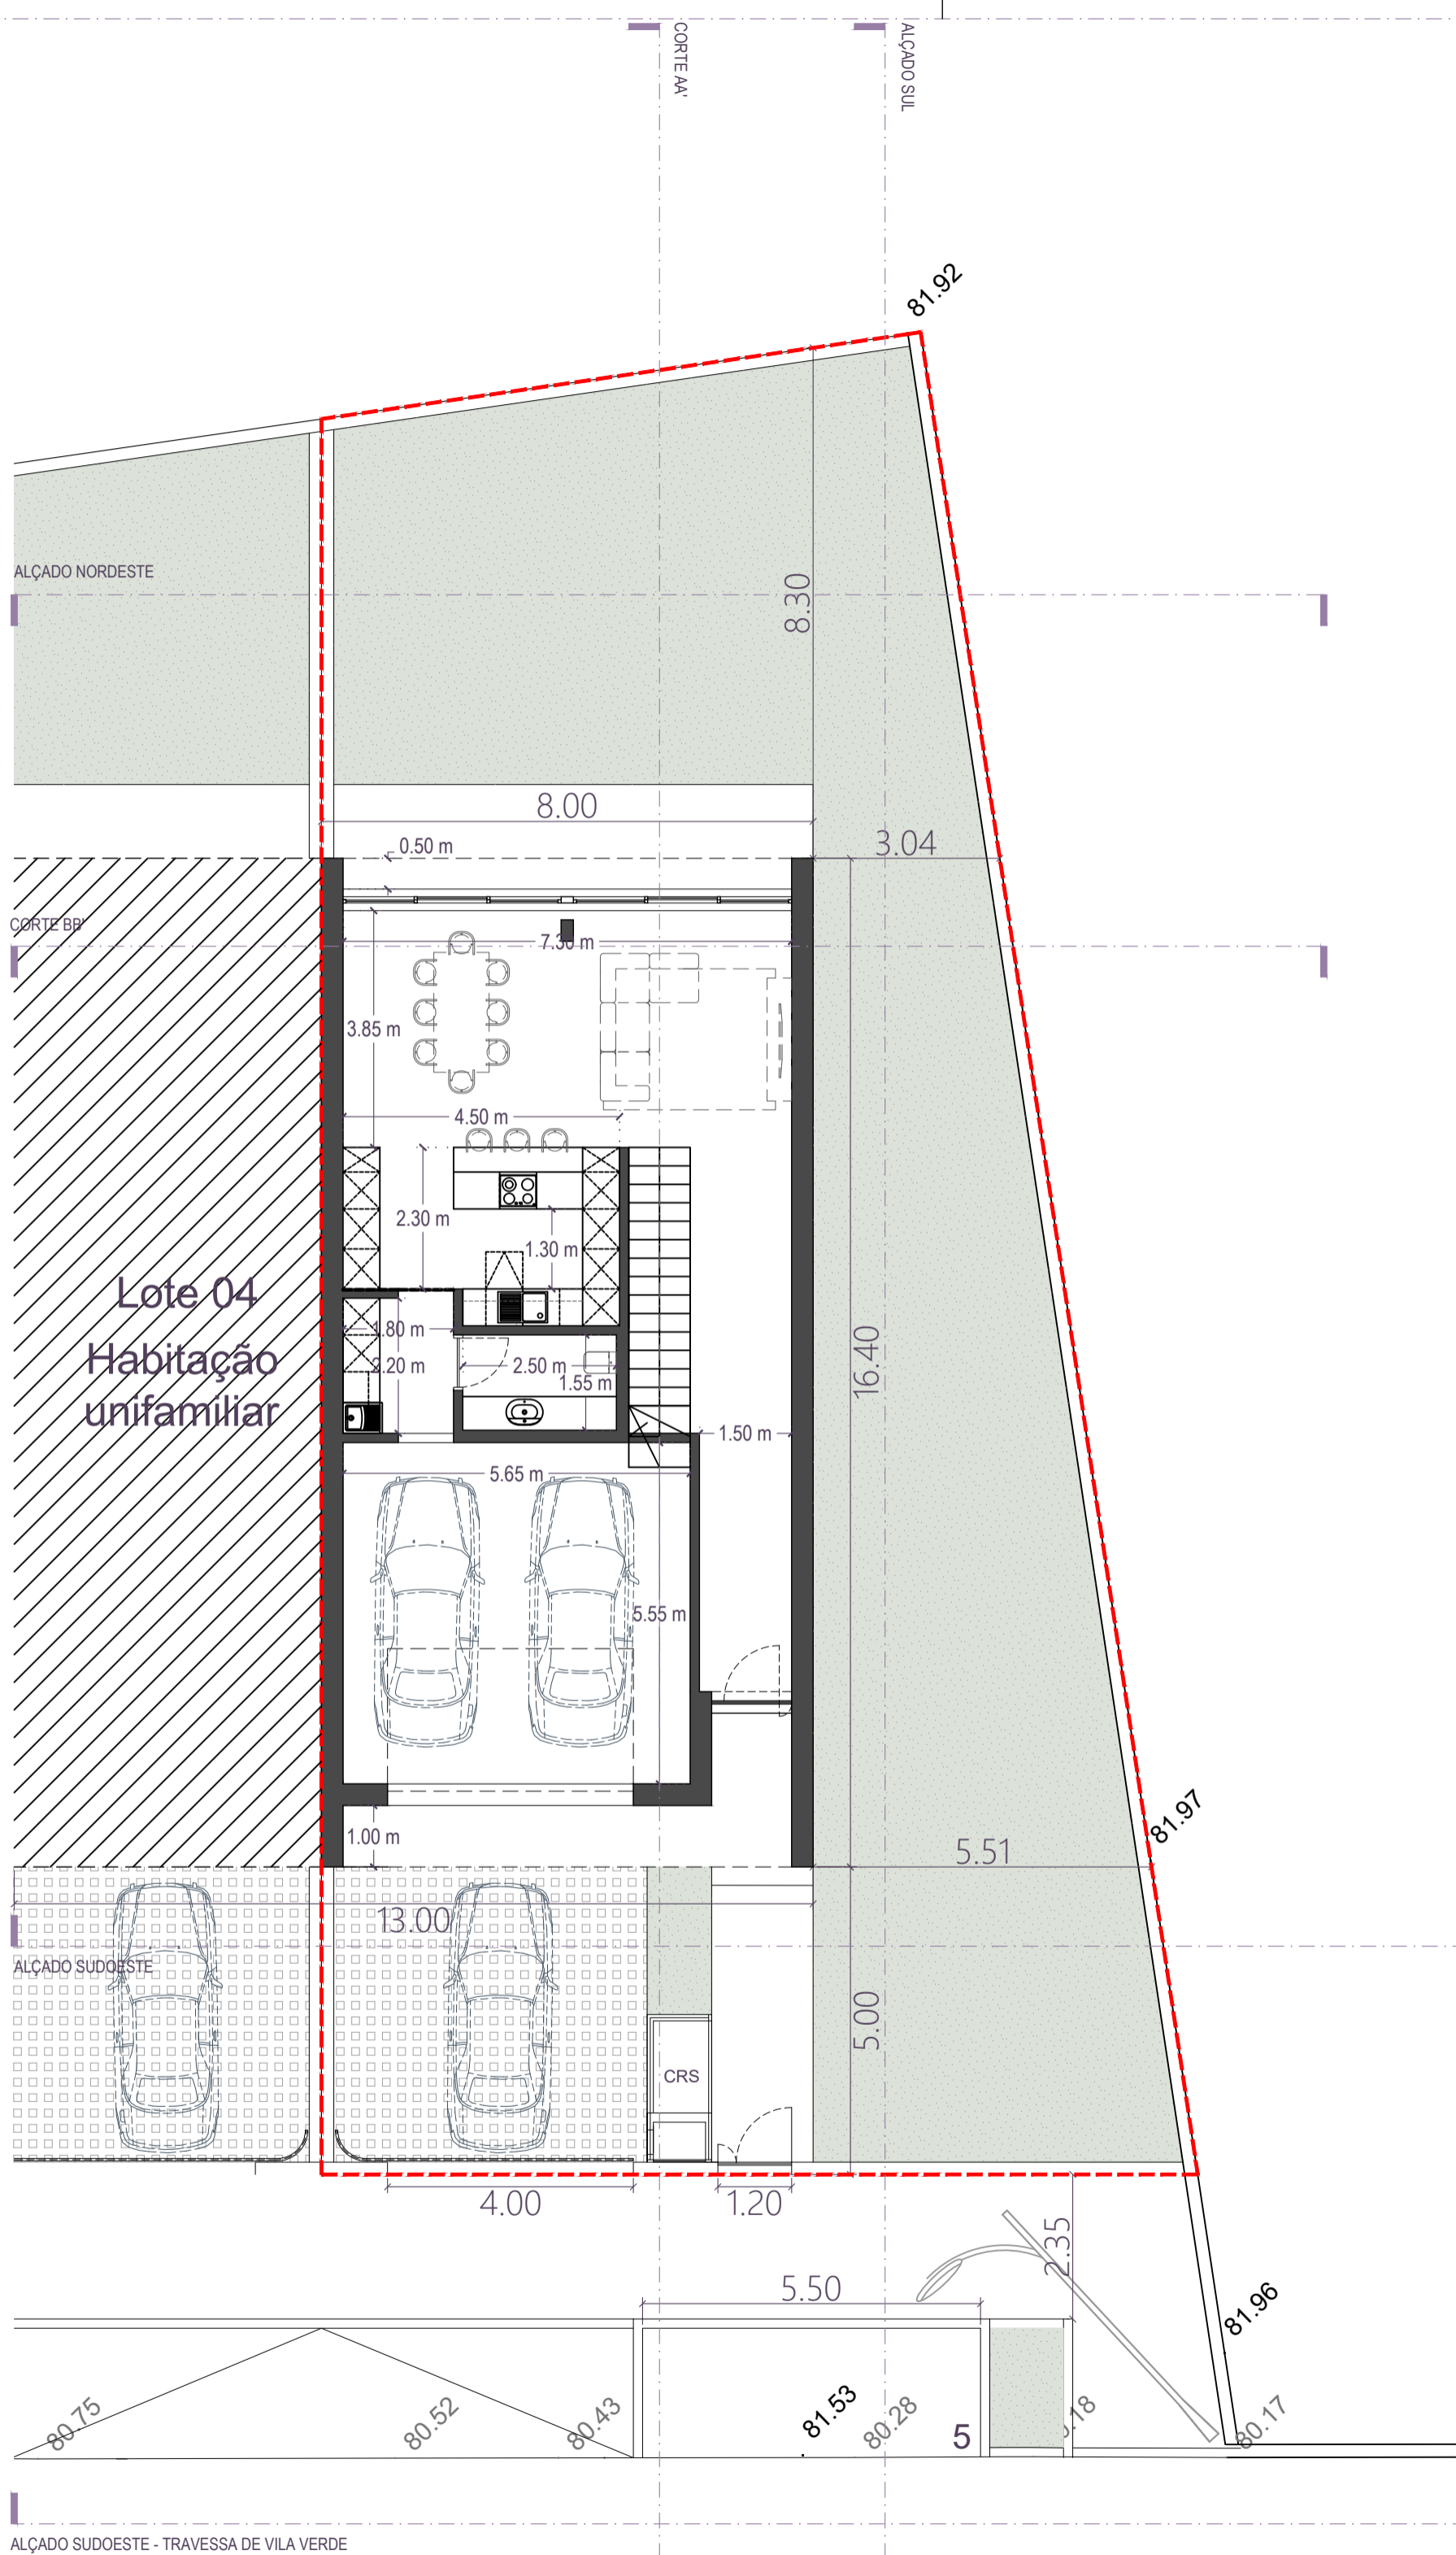 CORTE AA'
ALÇADO SUL
81.92
ALÇADO NORDESTE
8.30
8.00
3.04
0.50 m
CORTE BB'
7.30 m
3.85 m
4.50 m
2.30 m
1.30 m
Lote 04
Habitação
unifamiliar
1.80 m
2.20 m
2.50 m
1.55 m
16.40
1.50 m
5.65 m
5.55 m
81.97
1.00 m
5.51
13.00
ALÇADO SUDOESTE
5.00
CRS
4.00
1.20
2.35
5.50
81.96
80.75
80.52
80.43
81.53
80.28
5
.18
80.17
ALÇADO SUDOESTE - TRAVESSA DE VILA VERDE